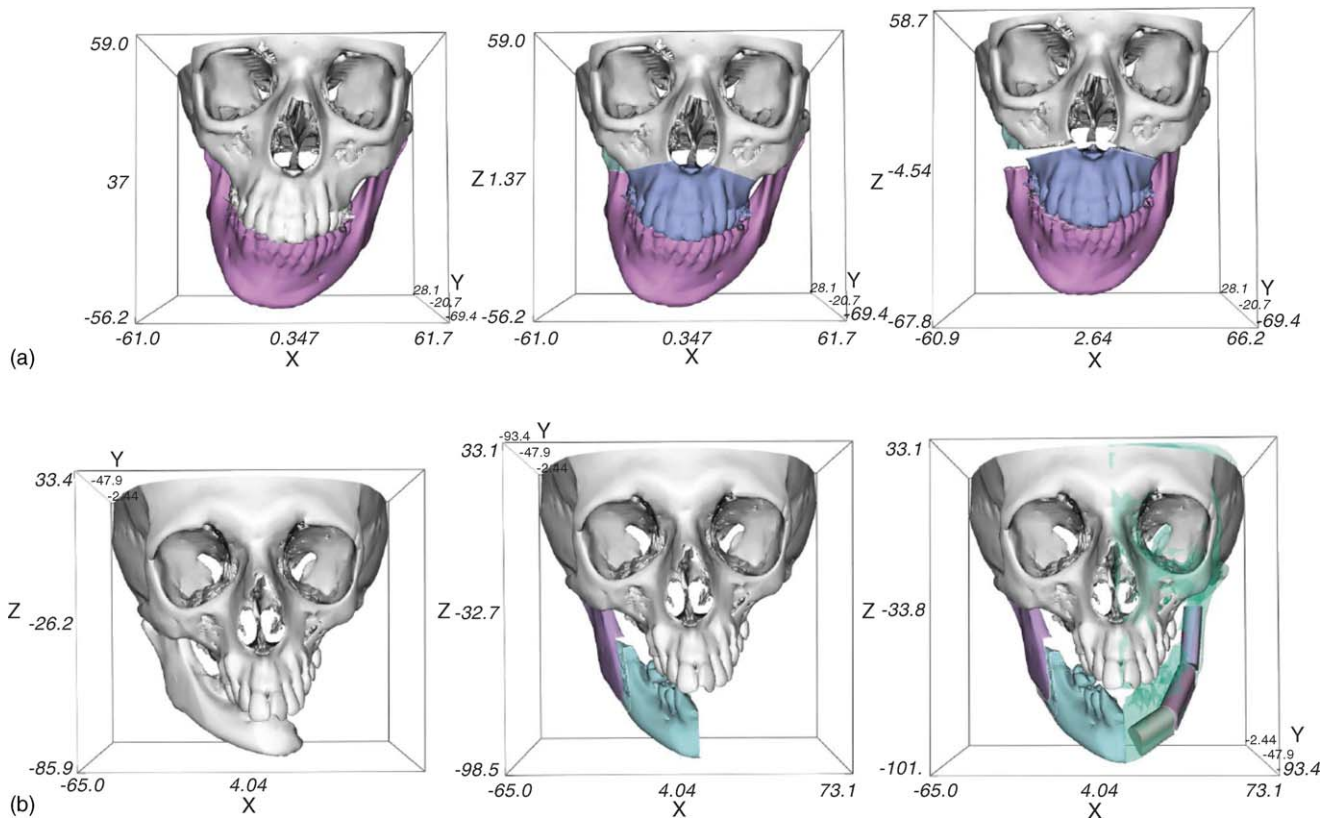 59.0
37
-56.2
-61.0 0.347 61.7
X
Y
28.1
-20.7
-69.4
59.0
Z 1.37
-56.2
-61.0 0.347 61.7
X
Y
28.1
-20.7
-69.4
58.7
Z -4.54
-67.8
-60.9 2.64 66.2
X
Y
28.1
-20.7
-69.4
(a)
33.4
Y
-47.9
-2.44
Z -26.2
-85.9
-65.0 4.04
X
-93.4 Y
33.1 -47.9
-2.44
Z -32.7
-98.5
-65.0 4.04 73.1
X
33.1
Z -33.8
-101.
-65.0 4.04 73.1
X
-2.44 Y
-47.9
-93.4
(b)